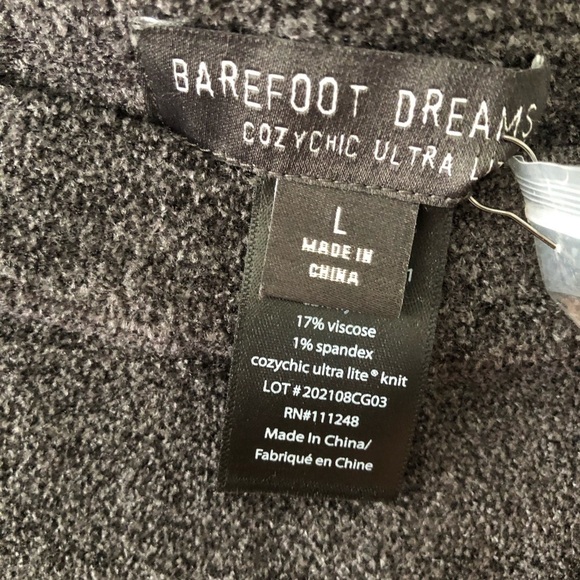 BAREFOOT DREAMS
COZYCHIC ULTRA
L
MADE IN
CHINA
17% viscose
1% spandex
cozychic ultra lite® knit
LOT #202108CG03
RN#111248
Made In China/
Fabriqué en Chine